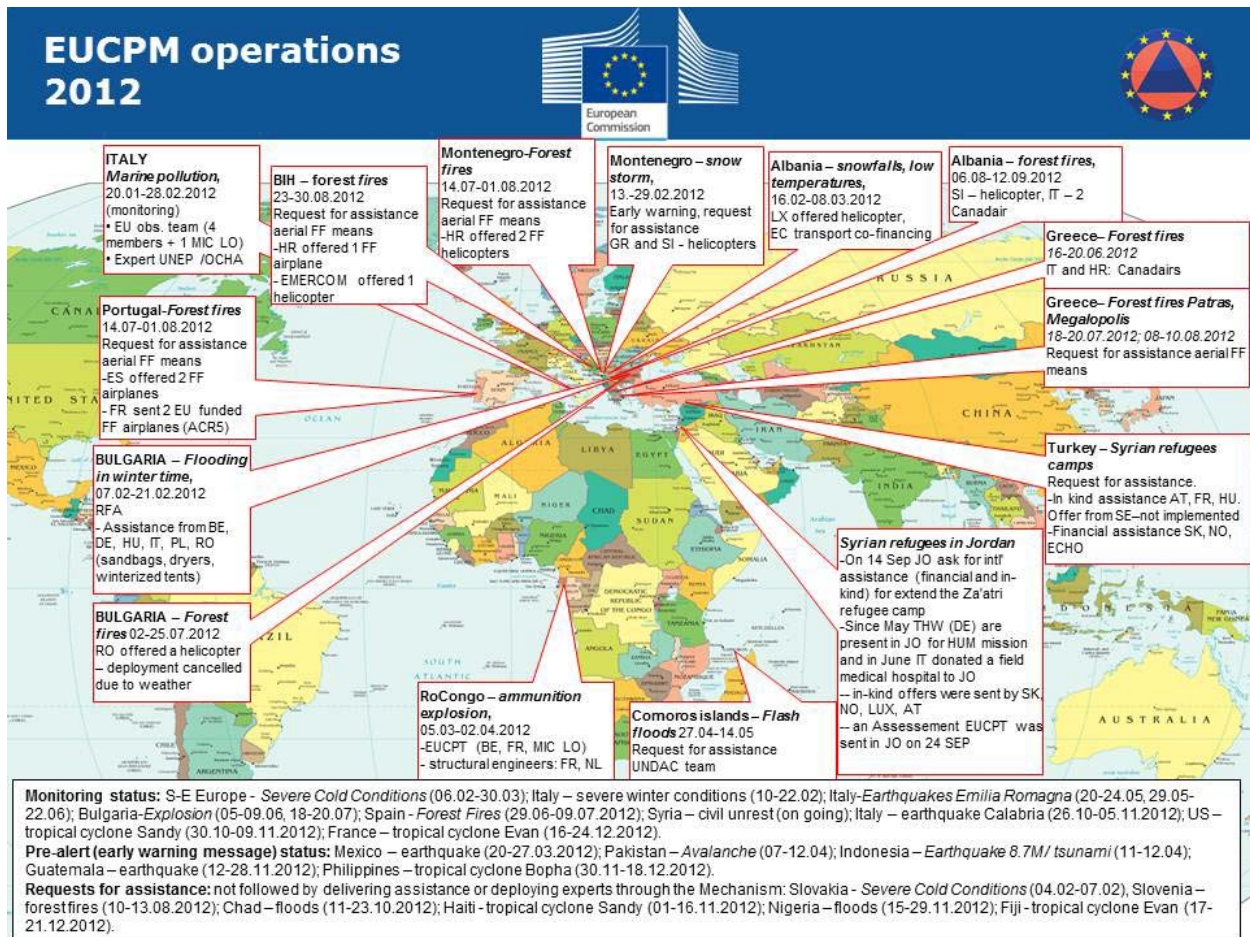 EUCPM operations
2012
European
Commission
ITALY
Marine pollution,
20.01-28.02.2012
(monitoring)
• EU obs. team (4
members + 1 MIC LO)
• Expert UNEP /OCHA
BIH – forest fires
23-30.08.2012
Request for assistance
aerial FF means
-HR offered 1 FF
airplane
-EMERCOM offered 1
helicopter
Montenegro-Forest
fires
14.07-01.08.2012
Request for assistance
aerial FF means
-HR offered 2 FF
helicopters
Montenegro – snow
storm,
13.-29.02.2012
Early warning, request
for assistance
GR and SI - helicopters
Albania – snowfalls, low
temperatures,
16.02-08.03.2012
LX offered helicopter,
EC transport co-financing
Albania – forest fires,
06.08-12.09.2012
SI – helicopter, IT – 2
Canadair
Greece– Forest fires
16-20.06.2012
IT and HR: Canadairs
Greece– Forest fires Patras,
Megalopolis
18-20.07.2012; 08-10.08.2012
Request for assistance aerial FF
means
Portugal-Forest fires
14.07-01.08.2012
Request for assistance
aerial FF means
-ES offered 2 FF
airplanes
- FR sent 2 EU funded
FF airplanes (ACR5)
BULGARIA – Flooding
in winter time,
07.02-21.02.2012
RFA
- Assistance from BE,
DE, HU, IT, PL, RO
(sandbags, dryers,
winterized tents)
BULGARIA – Forest
fires 02-25.07.2012
RO offered a helicopter
– deployment cancelled
due to weather
Turkey – Syrian refugees
camps
Request for assistance.
-In kind assistance AT, FR, HU.
Offer from SE–not implemented
-Financial assistance SK, NO,
ECHO
Syrian refugees in Jordan
-On 14 Sep JO ask for intl'
assistance (financial and in-
kind) for extend the Za'atri
refugee camp
-Since May THW (DE) are
present in JO for HUM mission
and in June IT donated a field
medical hospital to JO
-- in-kind offers were sent by SK,
NO, LUX, AT
-- an Assessement EUCPT was
sent in JO on 24 SEP
RoCongo – ammunition
explosion,
05.03-02.04.2012
-EUCPT (BE, FR, MIC LO)
- structural engineers: FR, NL
Comoros islands – Flash
floods 27.04-14.05
Request for assistance
UNDAC team
RUSSIA
CHINA
IRAN
INDIA
ALGERIA
LIBYA
EGYPT
MALI
NIGER
CHAD
SUDAN
NIGERIA
ETHIOPIA
SOMALIA
DEMOCRATIC
REPUBLIC
OF THE CONGO
TANZANIA
ANGOLA
OCEAN
SOUTH
ATLANTIC
CHILE
ARGENTINA
AUSTRALIA
JAPAN
MEXICO
PAPUA
NEW GUINEA
Monitoring status: S-E Europe - Severe Cold Conditions (06.02-30.03); Italy – severe winter conditions (10-22.02); Italy-Earthquakes Emilia Romagna (20-24.05, 29.05-
22.06); Bulgaria-Explosion (05-09.06, 18-20.07); Spain - Forest Fires (29.06-09.07.2012); Syria – civil unrest (on going); Italy – earthquake Calabria (26.10-05.11.2012); US –
tropical cyclone Sandy (30.10-09.11.2012); France – tropical cyclone Evan (16-24.12.2012).
Pre-alert (early warning message) status: Mexico – earthquake (20-27.03.2012); Pakistan – Avalanche (07-12.04); Indonesia – Earthquake 8.7M/ tsunami (11-12.04);
Guatemala – earthquake (12-28.11.2012); Philippines – tropical cyclone Bopha (30.11-18.12.2012).
Requests for assistance: not followed by delivering assistance or deploying experts through the Mechanism: Slovakia - Severe Cold Conditions (04.02-07.02), Slovenia –
forest fires (10-13.08.2012); Chad – floods (11-23.10.2012); Haiti - tropical cyclone Sandy (01-16.11.2012); Nigeria – floods (15-29.11.2012); Fiji - tropical cyclone Evan (17-
21.12.2012).